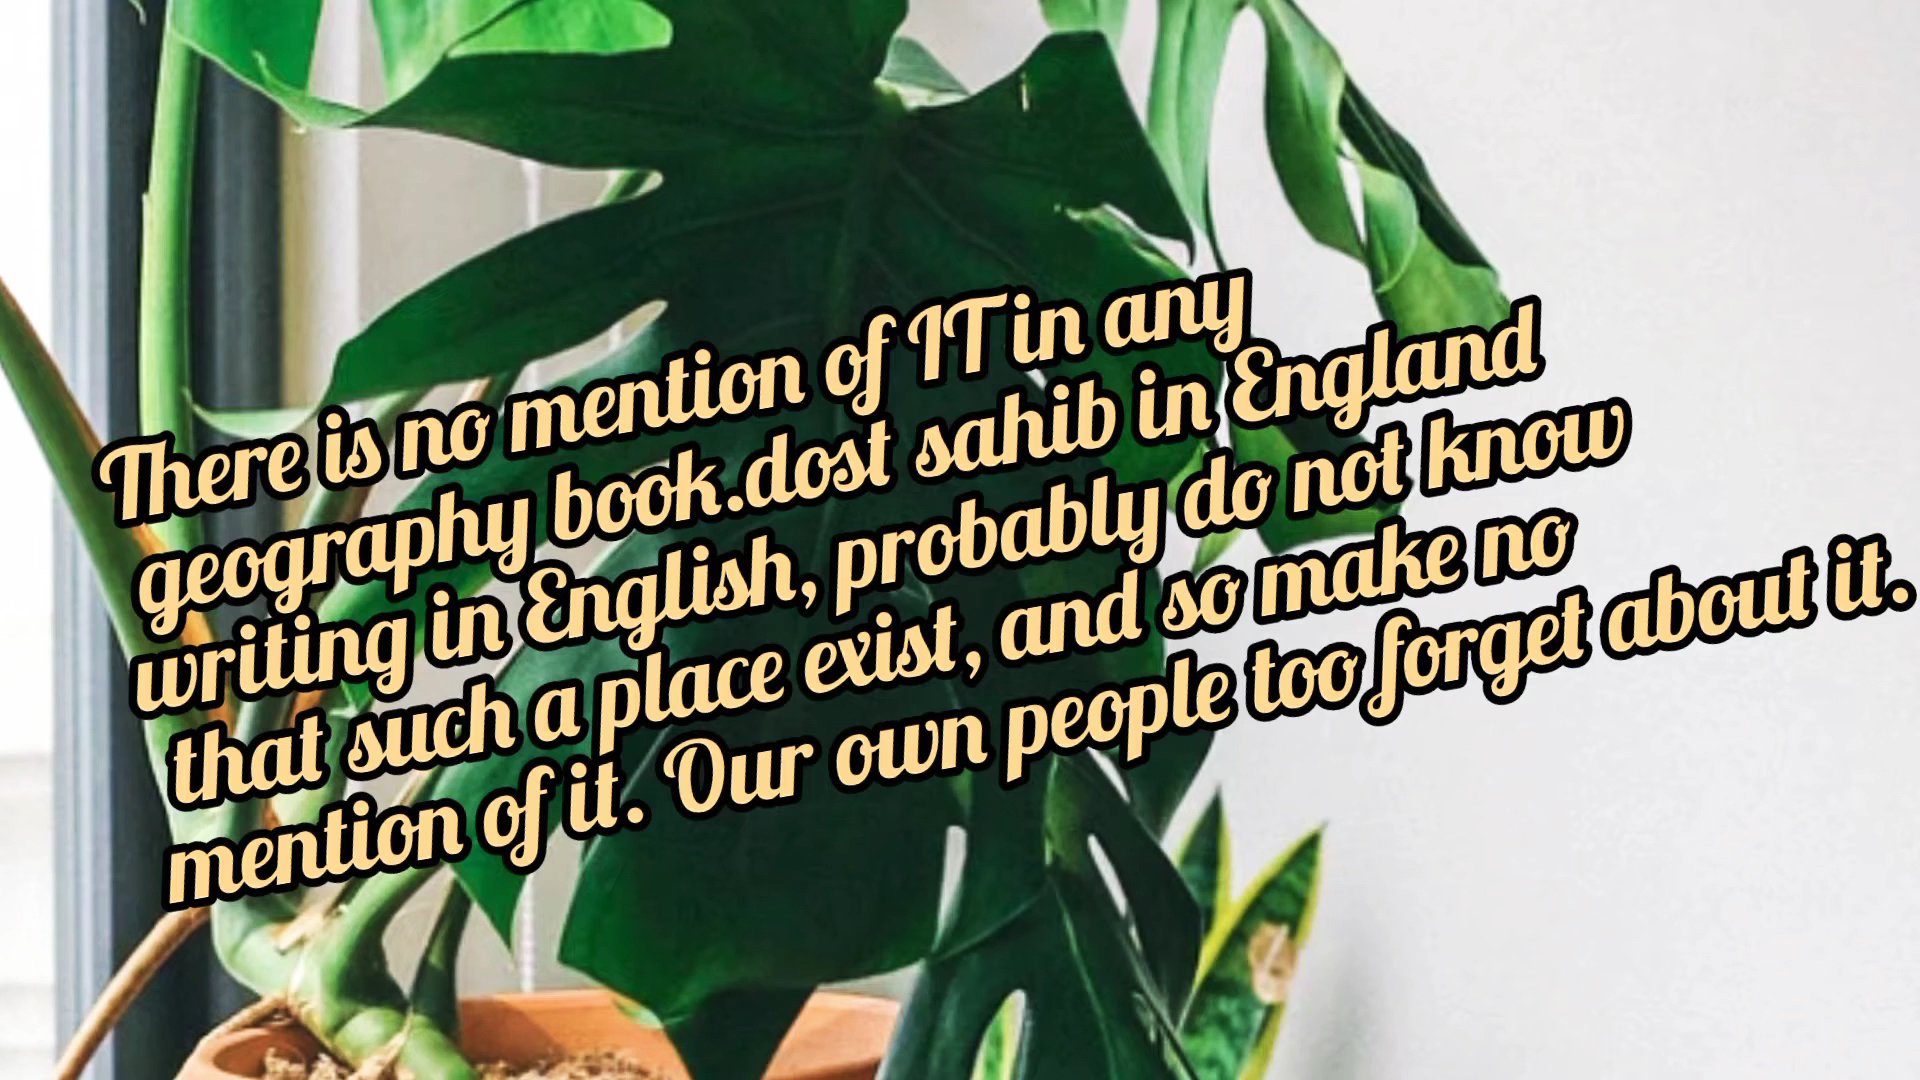 There is no mention of IT in any
geography book.dost sahib in England
writing in English, probably do not know
that such a place exist, and so make no
mention of it. Our own people too forget about it.